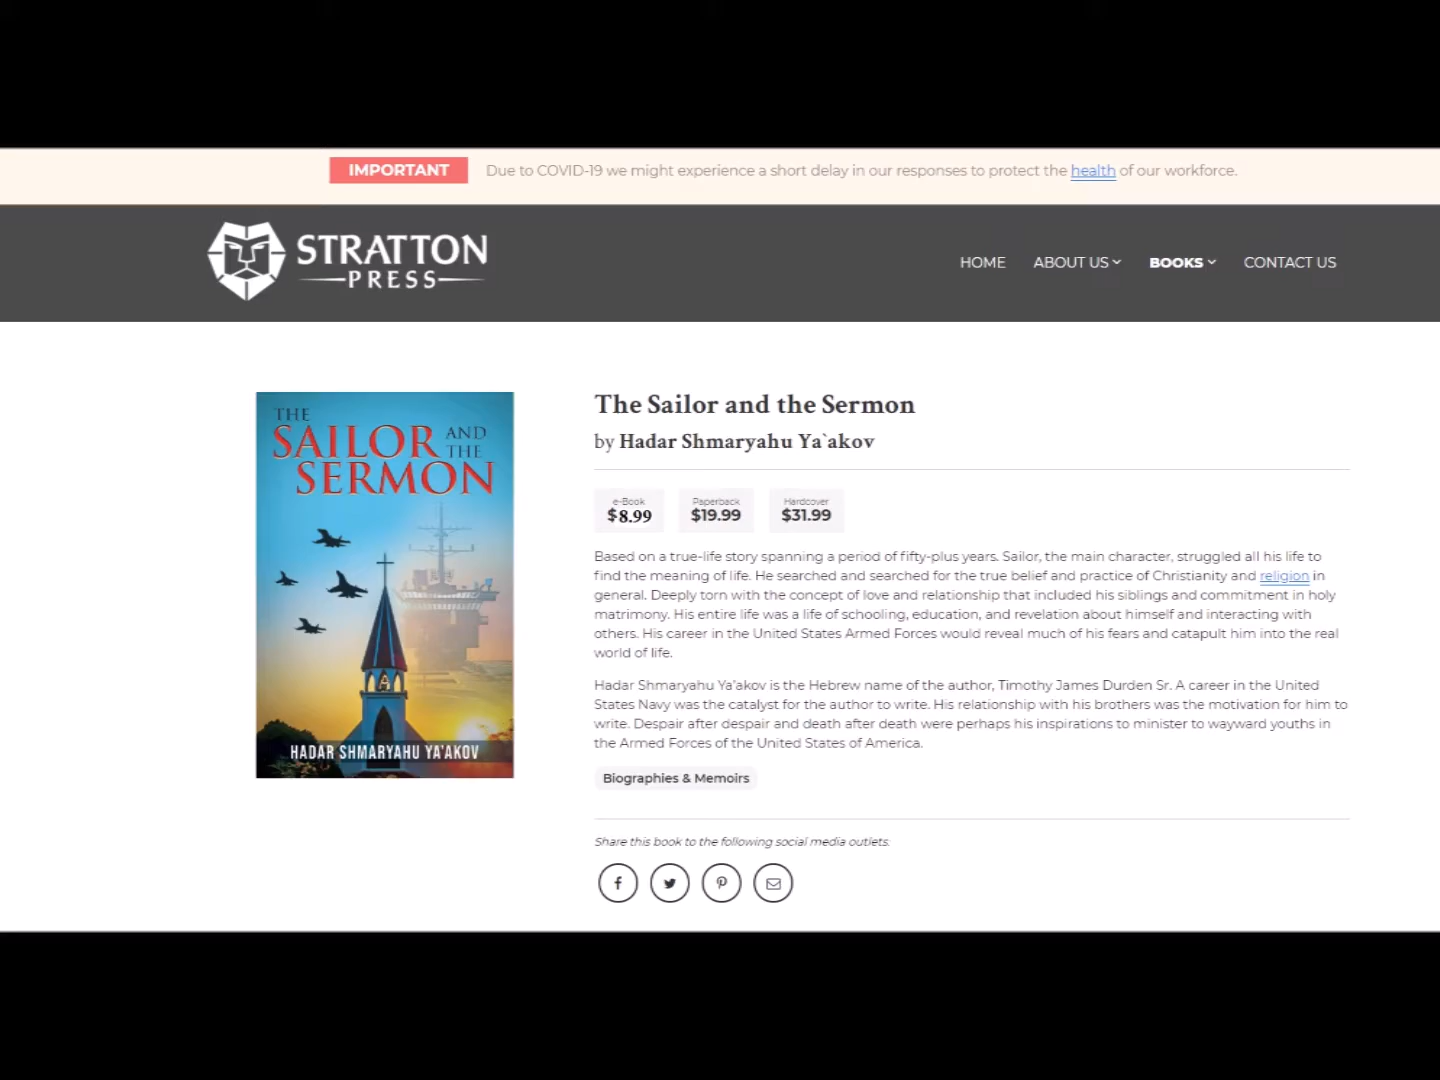 IMPORTANT Due to COVID-19 we might experience a short delay in our responses to protect the health of our workforce.
STRATTON
PRESS
HOME ABOUT US BOOKS CONTACT US
THE
SAILOR AND
THE
SERMON
A
HADAR SHMARYAHU YA'AKOV
The Sailor and the Sermon
by Hadar Shmaryahu Ya`akov
e-Book Paperback Hardcover
$8.99 $19.99 $31.99
Based on a true-life story spanning a period of fifty-plus years. Sailor, the main character, struggled all his life to
find the meaning of life. He searched and searched for the true belief and practice of Christianity and religion in
general. Deeply torn with the concept of love and relationship that included his siblings and commitment in holy
matrimony. His entire life was a life of schooling, education, and revelation about himself and interacting with
others. His career in the United States Armed Forces would reveal much of his fears and catapult him into the real
world of life.
Hadar Shmaryahu Ya'akov is the Hebrew name of the author, Timothy James Durden Sr. A career in the United
States Navy was the catalyst for the author to write. His relationship with his brothers was the motivation for him to
write. Despair after despair and death after death were perhaps his inspirations to minister to wayward youths in
the Armed Forces of the United States of America.
Biographies & Memoirs
Share this book to the following social media outlets: